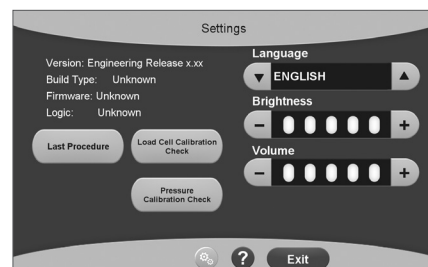 Settings
Version: Engineering Release x.xx
Build Type: Unknown
Firmware: Unknown
Logic: Unknown
Last Procedure
Load Cell Calibration
Check
Pressure
Calibration Check
Language
ENGLISH
Brightness
- +
Volume
- +
? Exit